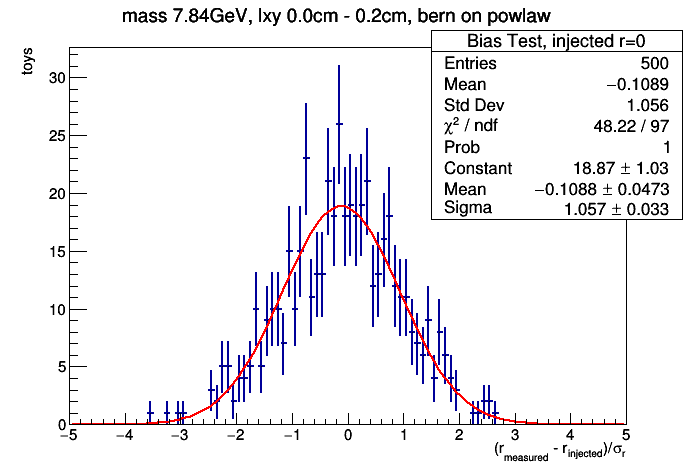 mass 7.84GeV, lxy 0.0cm - 0.2cm, bern on powlaw
Bias Test, injected r=0
Entries 500
Mean −0.1089
Std Dev 1.056
χ² / ndf 48.22 / 97
Prob 1
Constant 18.87 ± 1.03
Mean −0.1088 ± 0.0473
Sigma 1.057 ± 0.033
toys
30
25
20
15
10
5
0
−5 −4 −3 −2 −1 0 1 2 3 4 5
(r_measured - r_injected)/σ_r